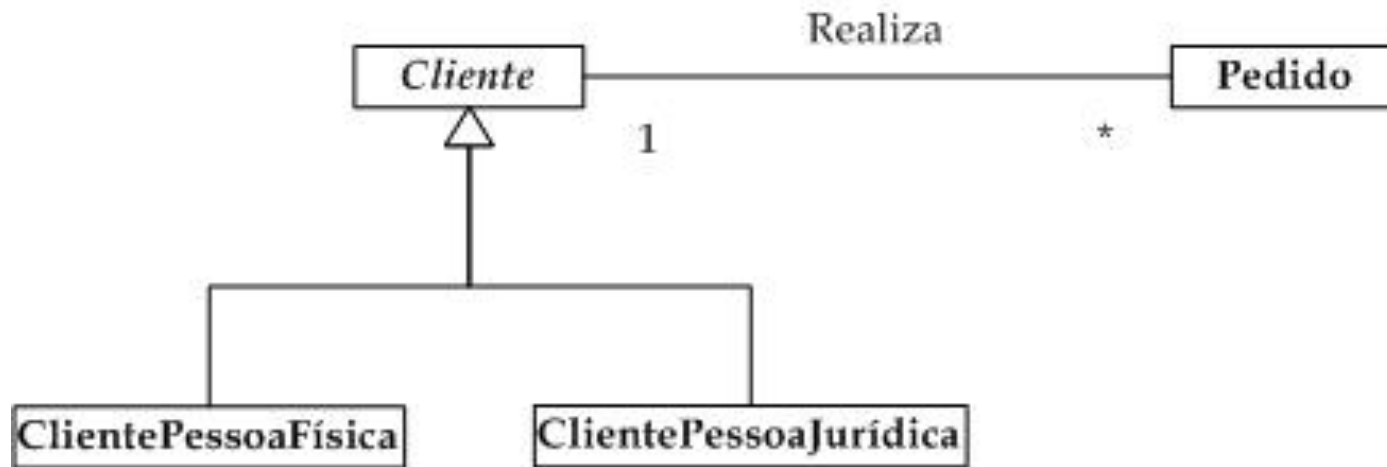 Realiza
Cliente
Pedido
1
*
ClientePessoaFísica
ClientePessoaJurídica